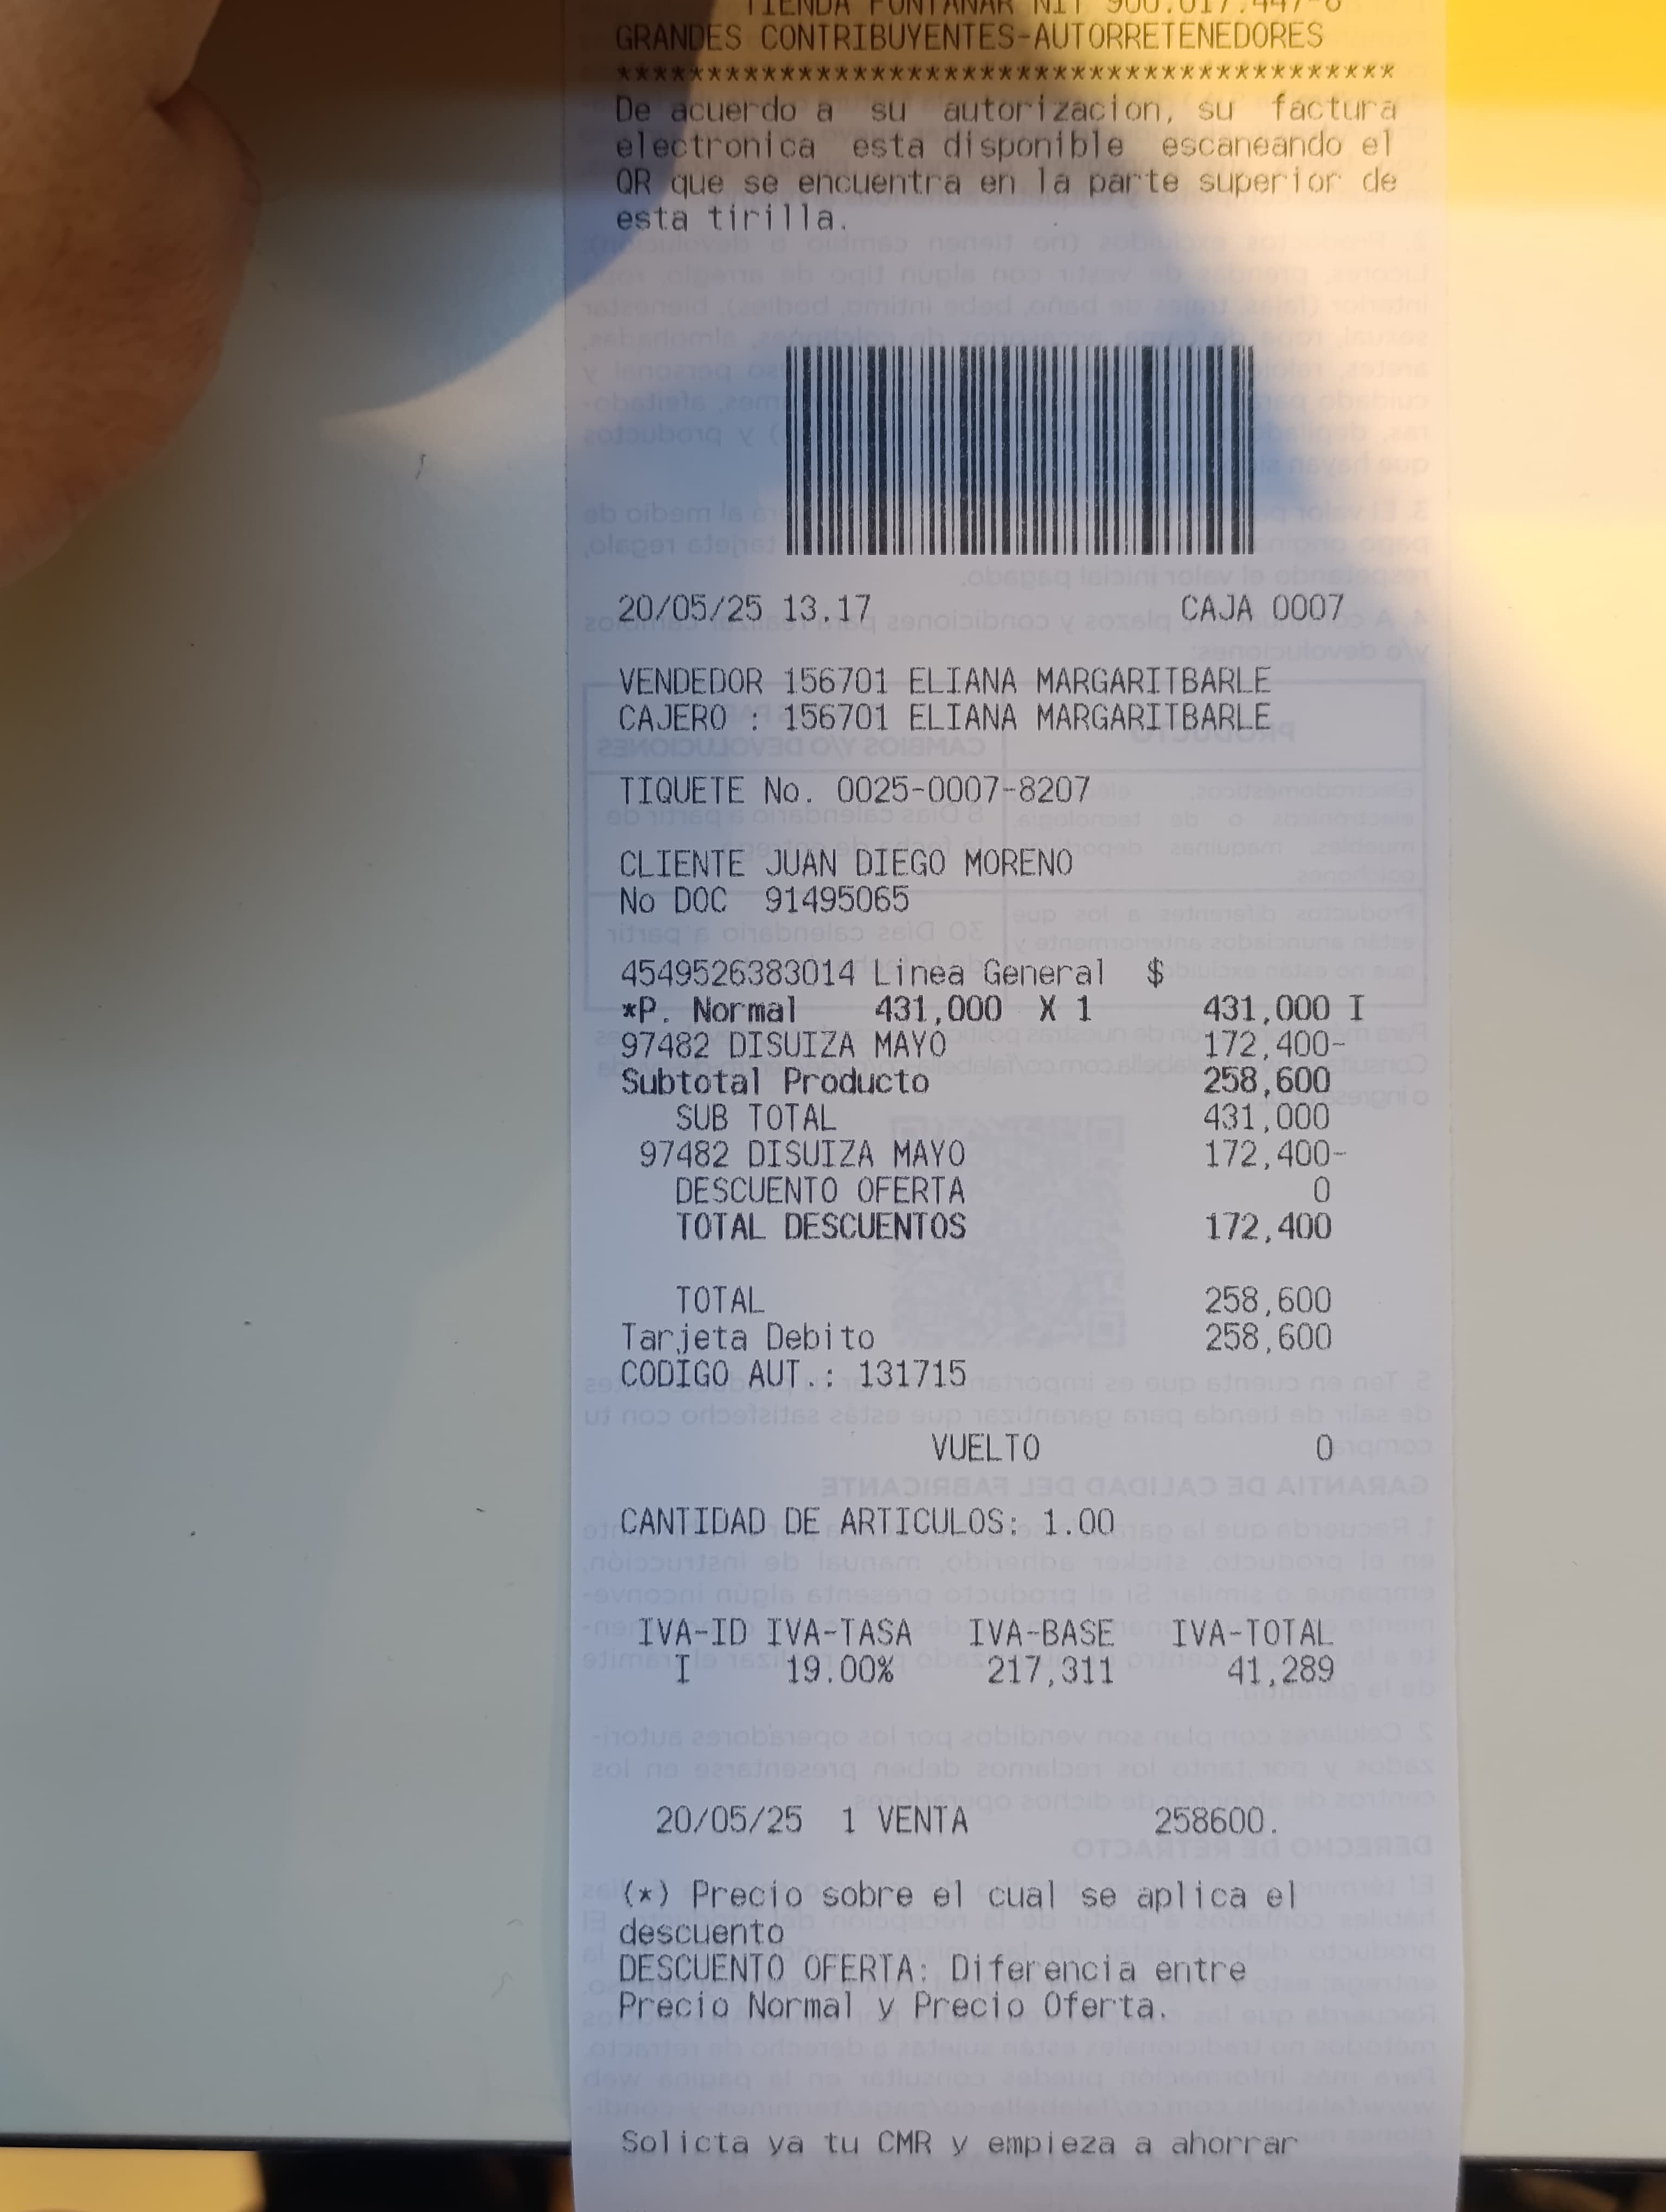 TIENDA FONTANAR NIT 900.017.447-8
GRANDES CONTRIBUYENTES-AUTORRETENEDORES
*******************************************
De acuerdo a su autorizacion, su factura
electronica esta disponible escaneando el
QR que se encuentra en la parte superior de
esta tirilla.
20/05/25 13.17 CAJA 0007
VENDEDOR 156701 ELIANA MARGARITBARLE
CAJERO : 156701 ELIANA MARGARITBARLE
TIQUETE No. 0025-0007-8207
CLIENTE JUAN DIEGO MORENO
No DOC 91495065
4549526383014 Linea General $
*P. Normal 431,000 X 1 431,000 I
97482 DISUIZA MAYO 172,400-
Subtotal Producto 258,600
SUB TOTAL 431,000
97482 DISUIZA MAYO 172,400-
DESCUENTO OFERTA 0
TOTAL DESCUENTOS 172,400
TOTAL 258,600
Tarjeta Debito 258,600
CODIGO AUT.: 131715
VUELTO 0
CANTIDAD DE ARTICULOS: 1.00
IVA-ID IVA-TASA IVA-BASE IVA-TOTAL
I 19.00% 217,311 41,289
20/05/25 1 VENTA 258600.
(*) Precio sobre el cual se aplica el
descuento
DESCUENTO OFERTA: Diferencia entre
Precio Normal y Precio Oferta.
Solicta ya tu CMR y empieza a ahorrar